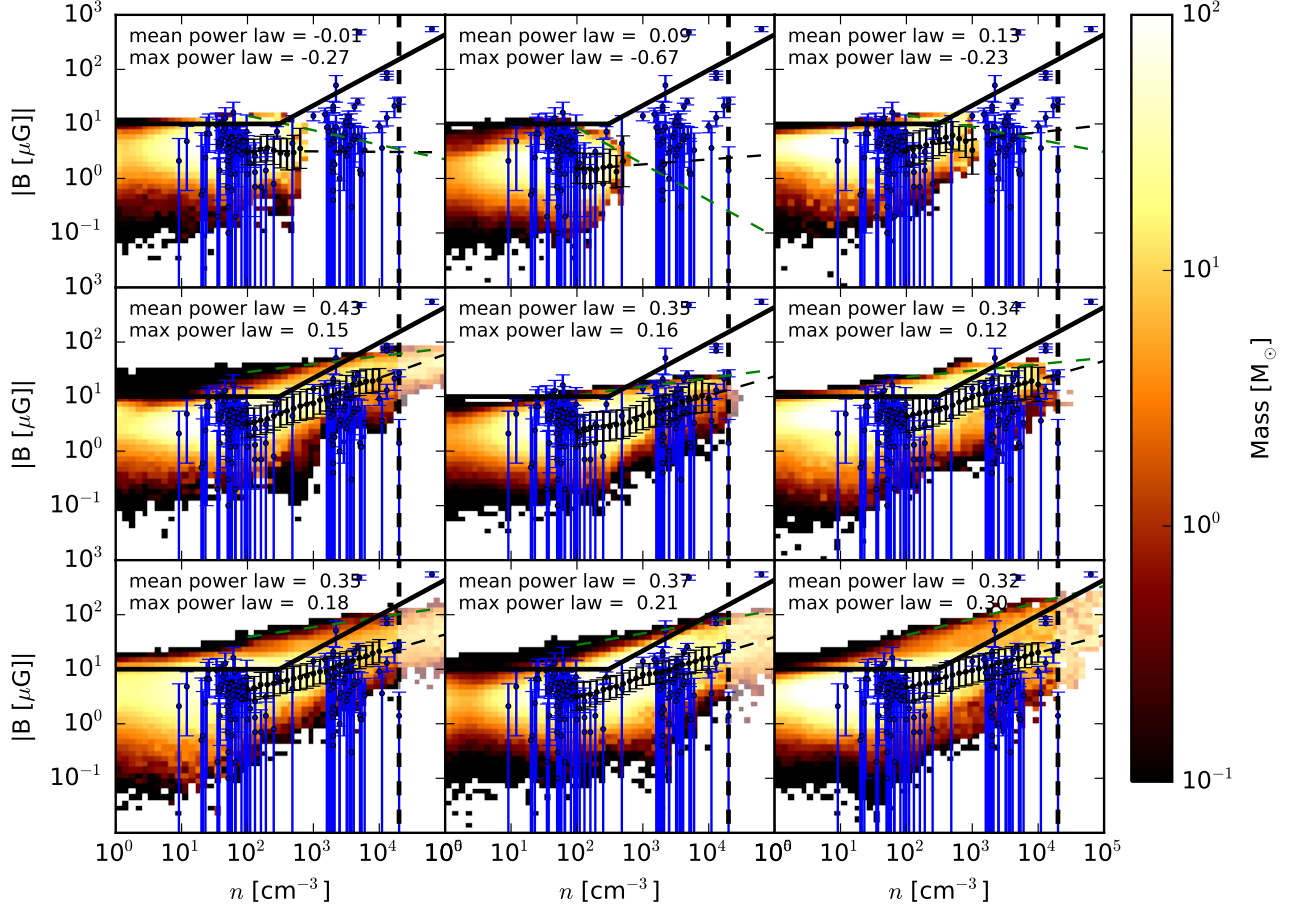 10³
mean power law = -0.01
max power law = -0.27
mean power law = 0.09
max power law = -0.67
mean power law = 0.13
max power law = -0.23
10²
10¹
10⁰
10⁻¹
|B [μG]|
10³
mean power law = 0.43
max power law = 0.15
mean power law = 0.35
max power law = 0.16
mean power law = 0.34
max power law = 0.12
10²
10¹
10⁰
10⁻¹
|B [μG]|
10³
mean power law = 0.35
max power law = 0.18
mean power law = 0.37
max power law = 0.21
mean power law = 0.32
max power law = 0.30
10²
10¹
10⁰
10⁻¹
|B [μG]|
10⁰ 10¹ 10² 10³ 10⁴ 10¹ 10² 10³ 10⁴ 10¹ 10² 10³ 10⁴ 10⁵
n [cm⁻³] n [cm⁻³] n [cm⁻³]
10²
10¹
10⁰
10⁻¹
Mass [M☉]